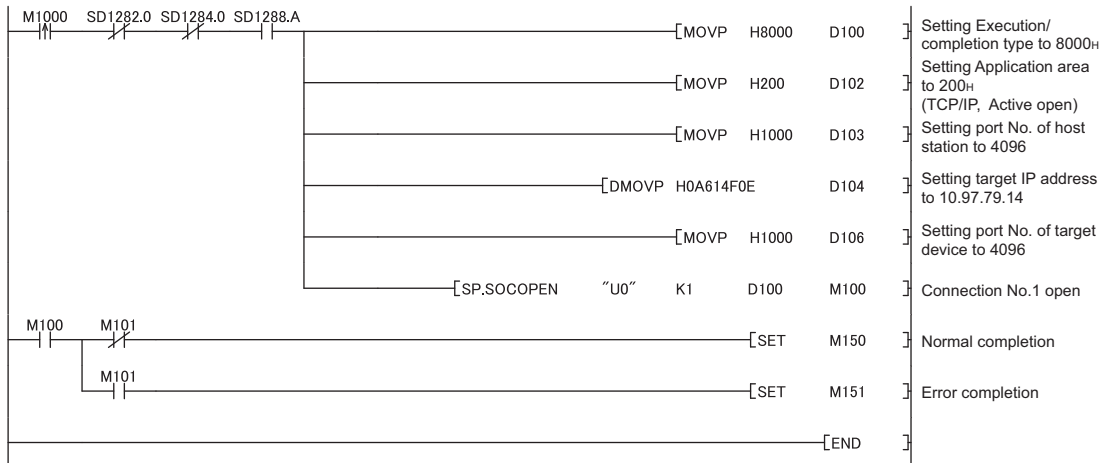 M1000 SD1282.0 SD1284.0 SD1288.A
MOVP H8000 D100
Setting Execution/
completion type to 8000H
MOVP H200 D102
Setting Application area
to 200H
(TCP/IP, Active open)
MOVP H1000 D103
Setting port No. of host
station to 4096
DMOVP H0A614F0E D104
Setting target IP address
to 10.97.79.14
MOVP H1000 D106
Setting port No. of target
device to 4096
SP.SOCOPEN "U0" K1 D100 M100
Connection No.1 open
M100 M101
SET M150
Normal completion
M101
SET M151
Error completion
END